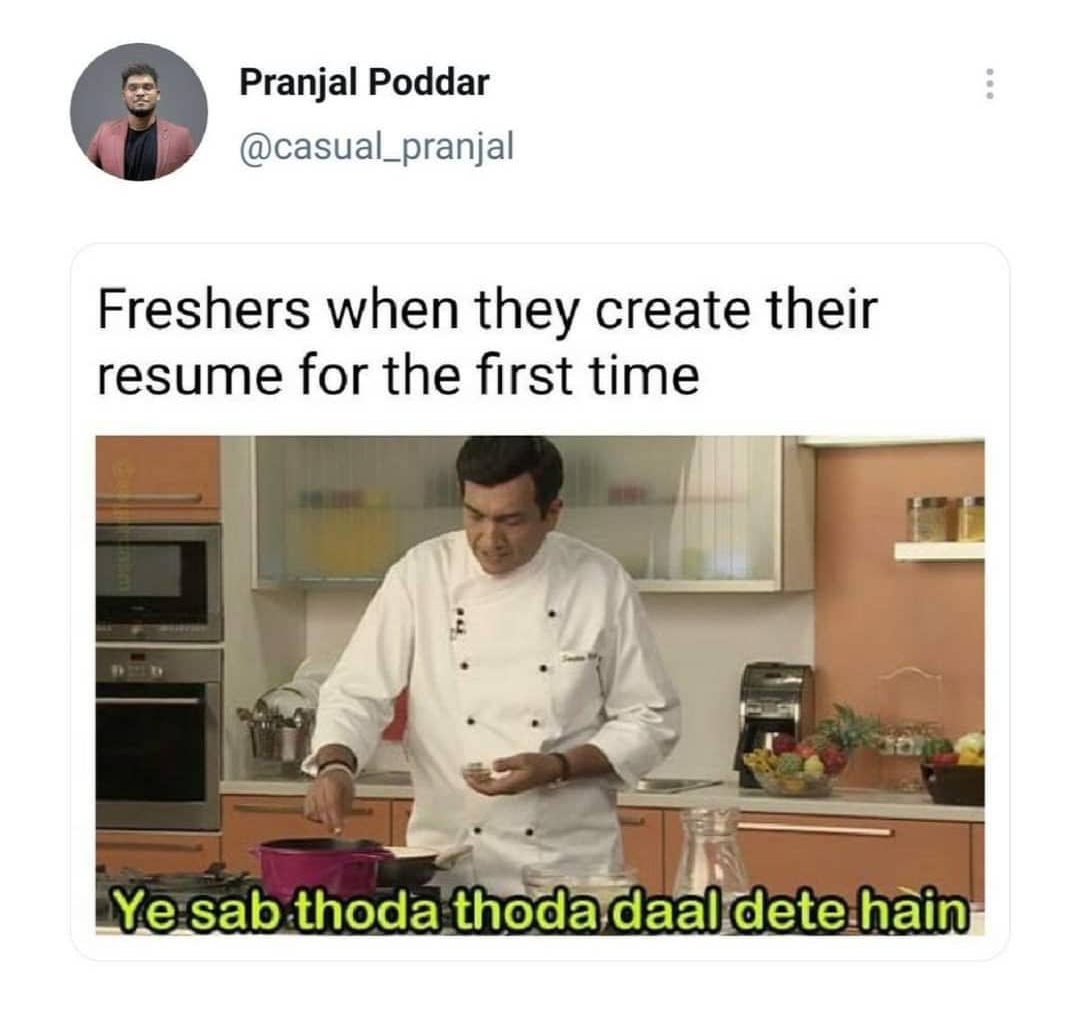 Pranjal Poddar
@casual_pranjal
Freshers when they create their
resume for the first time
Ye sab thoda thoda daal dete hain